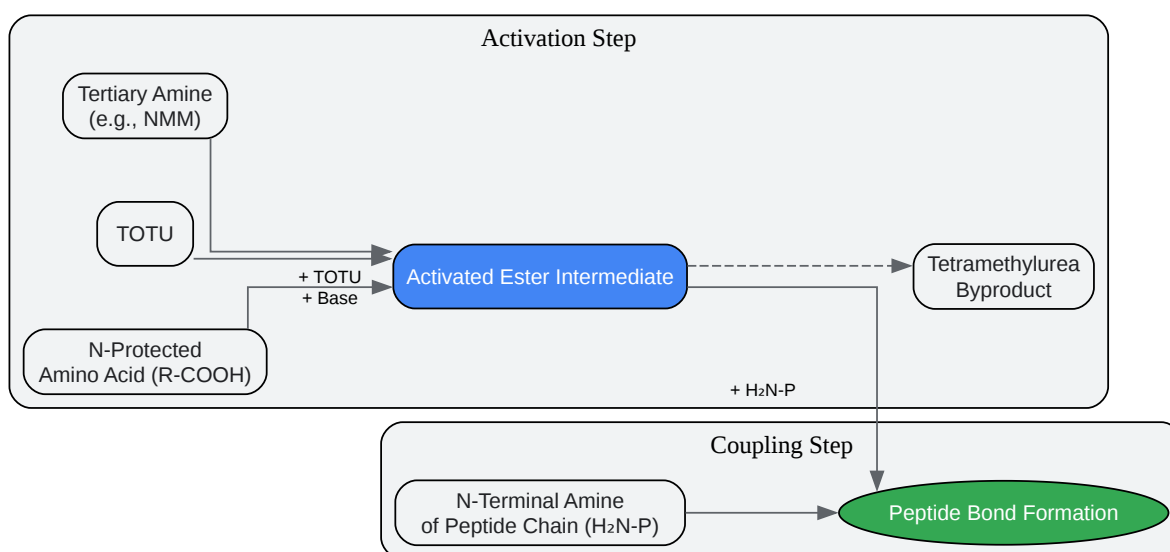 Activation Step
Tertiary Amine
(e.g., NMM)
TOTU
+ TOTU
+ Base
Activated Ester Intermediate
Tetramethylurea
Byproduct
N-Protected
Amino Acid (R-COOH)
+ H₂N-P
Coupling Step
N-Terminal Amine
of Peptide Chain (H₂N-P)
Peptide Bond Formation